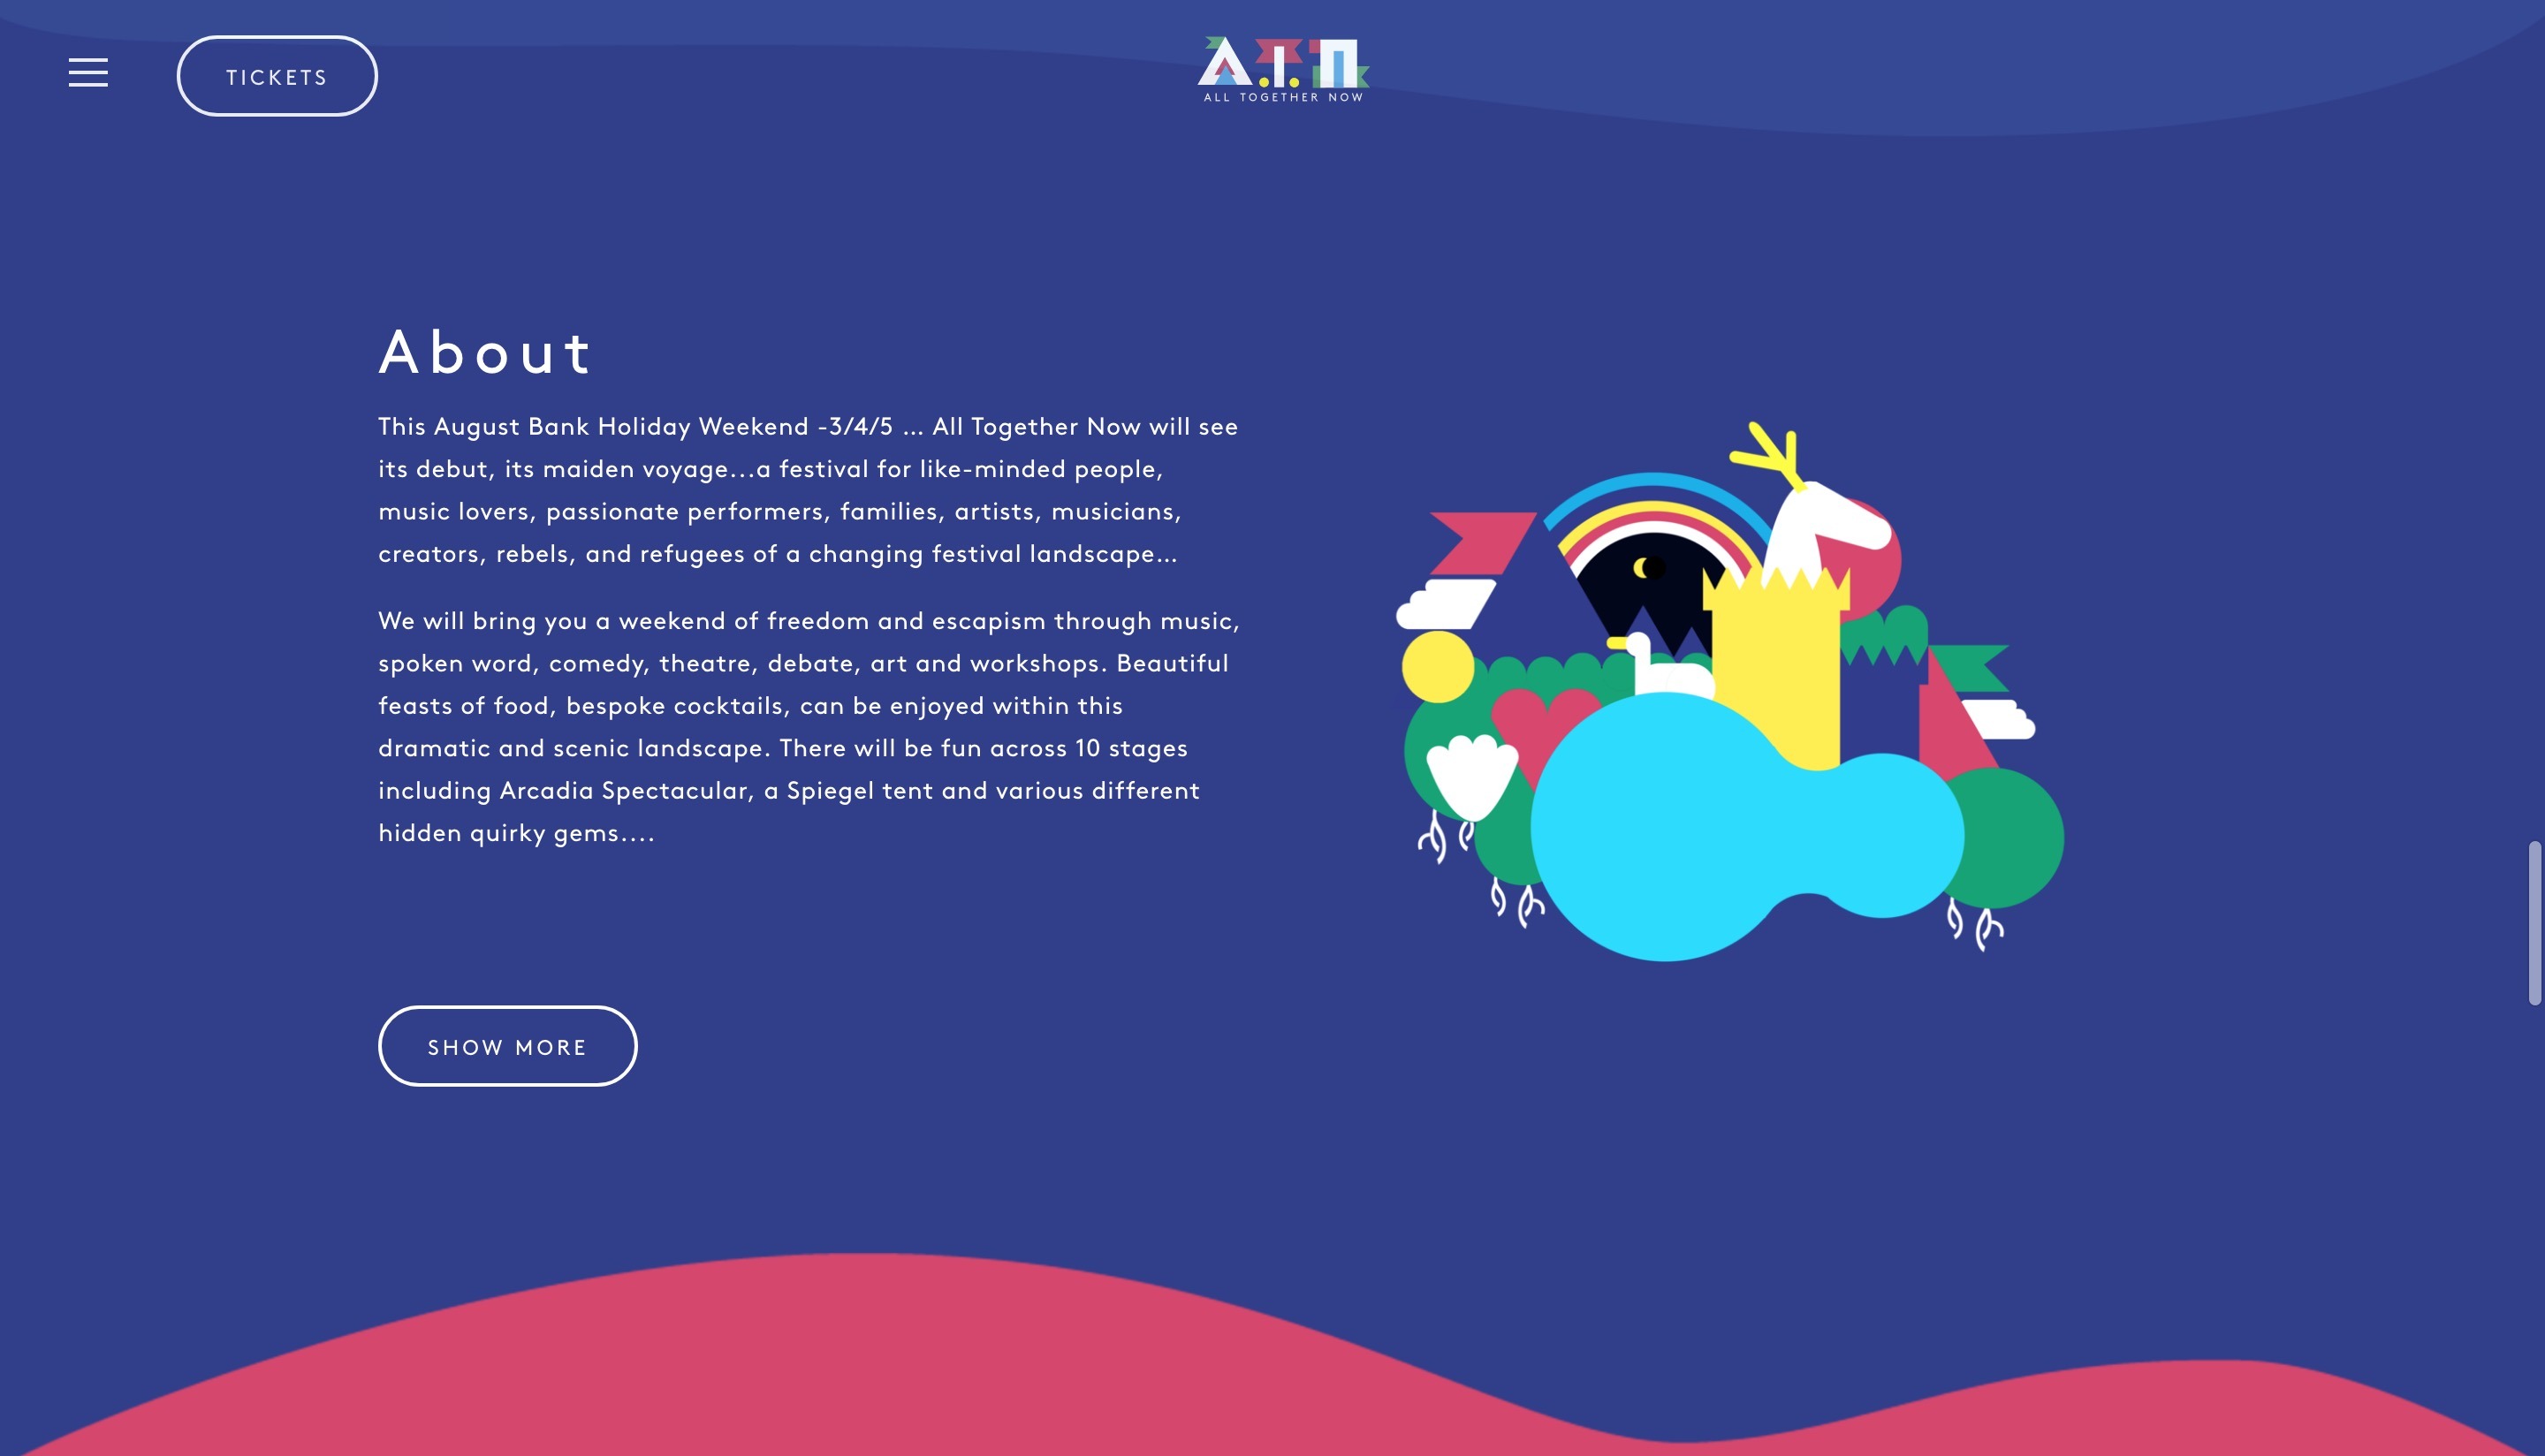 TICKETS
A.T.N
ALL TOGETHER NOW
About
This August Bank Holiday Weekend -3/4/5 ... All Together Now will see
its debut, its maiden voyage...a festival for like-minded people,
music lovers, passionate performers, families, artists, musicians,
creators, rebels, and refugees of a changing festival landscape...
We will bring you a weekend of freedom and escapism through music,
spoken word, comedy, theatre, debate, art and workshops. Beautiful
feasts of food, bespoke cocktails, can be enjoyed within this
dramatic and scenic landscape. There will be fun across 10 stages
including Arcadia Spectacular, a Spiegel tent and various different
hidden quirky gems....
SHOW MORE